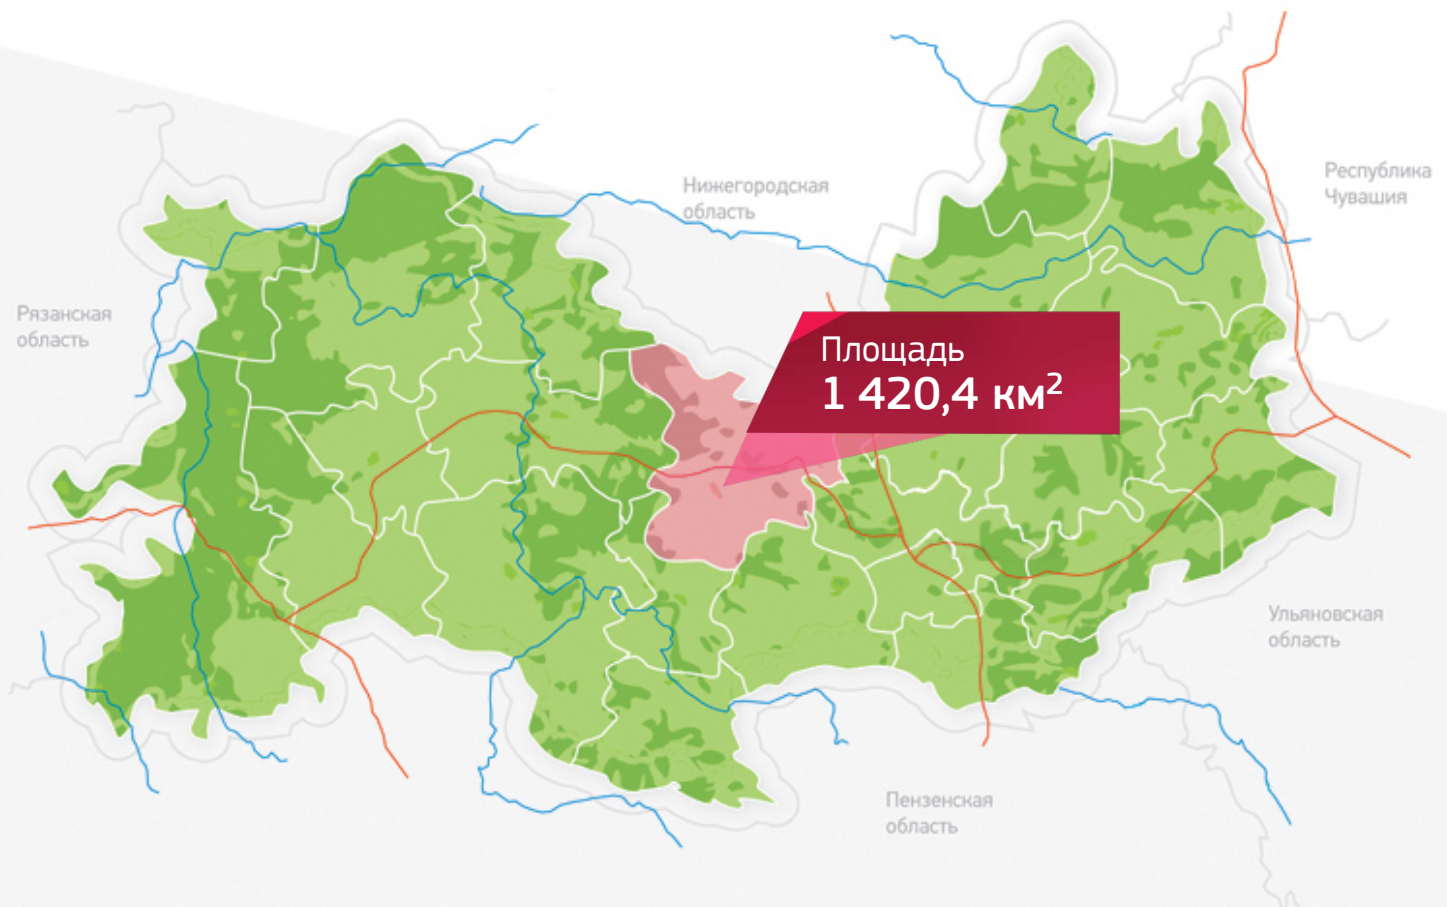 Нижегородская
область
Республика
Чувашия
Рязанская
область
Площадь
1 420,4 км²
Ульяновская
область
Пензенская
область